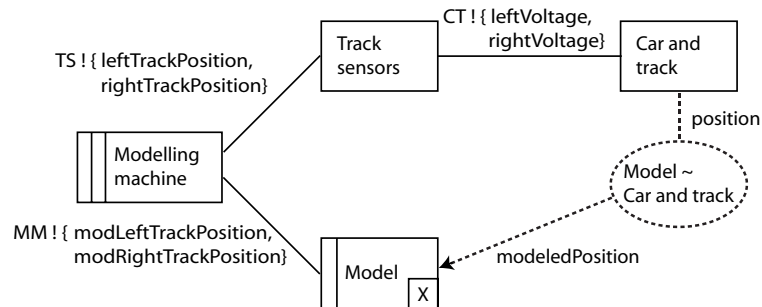 CT ! { leftVoltage,
rightVoltage}
Track
sensors
Car and
track
TS ! { leftTrackPosition,
rightTrackPosition}
position
Modelling
machine
Model ~
Car and track
MM ! { modLeftTrackPosition,
modRightTrackPosition}
modeledPosition
Model
X